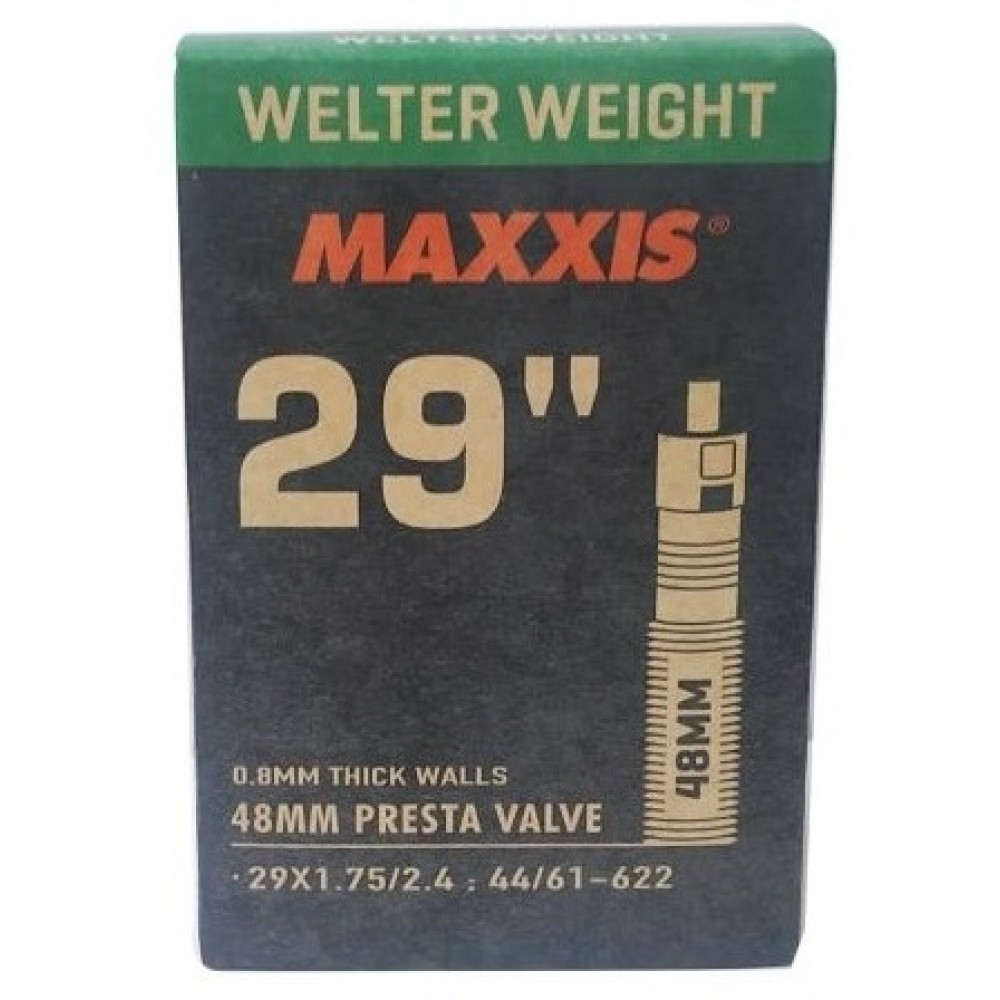 WELTER WEIGHT
WELTER WEIGHT
MAXXIS®
29"
48MM
0.8MM THICK WALLS
48MM PRESTA VALVE
·29X1.75/2.4 : 44/61-622